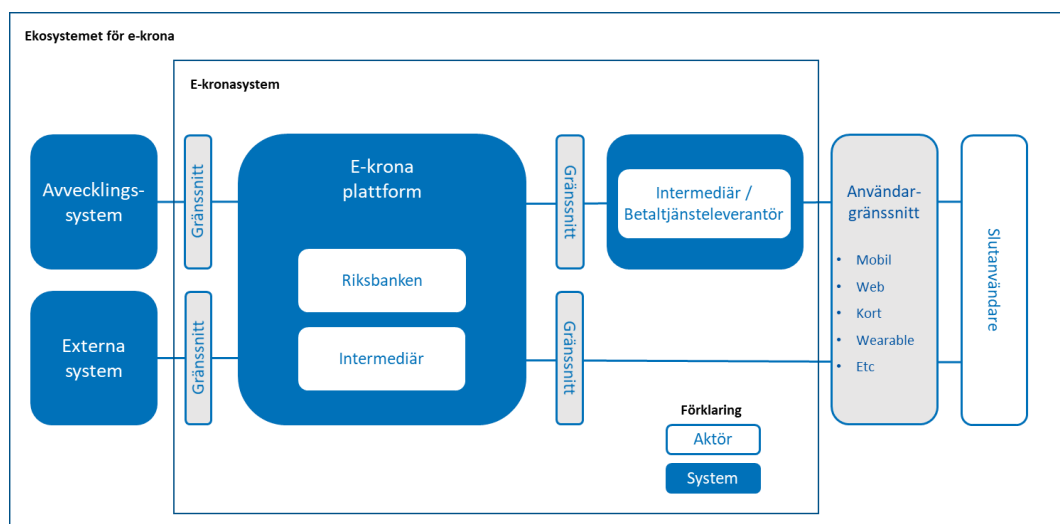 Ekosystemet för e-krona
E-kronasystem
Avvecklings-
system
Gränssnitt
E-krona
plattform
Riksbanken
Intermediär
Gränssnitt
Intermediär /
Betaltjänsteleverantör
Användar-
gränssnitt
• Mobil
• Web
• Kort
• Wearable
• Etc
Slutanvändare
Externa
system
Gränssnitt
Gränssnitt
Förklaring
Aktör
System